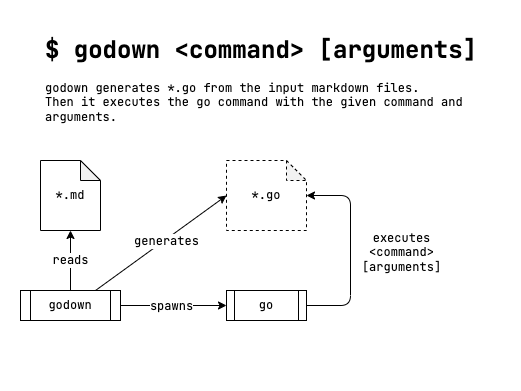 $ godown <command> [arguments]
godown generates *.go from the input markdown files.
Then it executes the go command with the given command and
arguments.
*.md
*.go
generates
executes
<command>
[arguments]
reads
godown
spawns
go